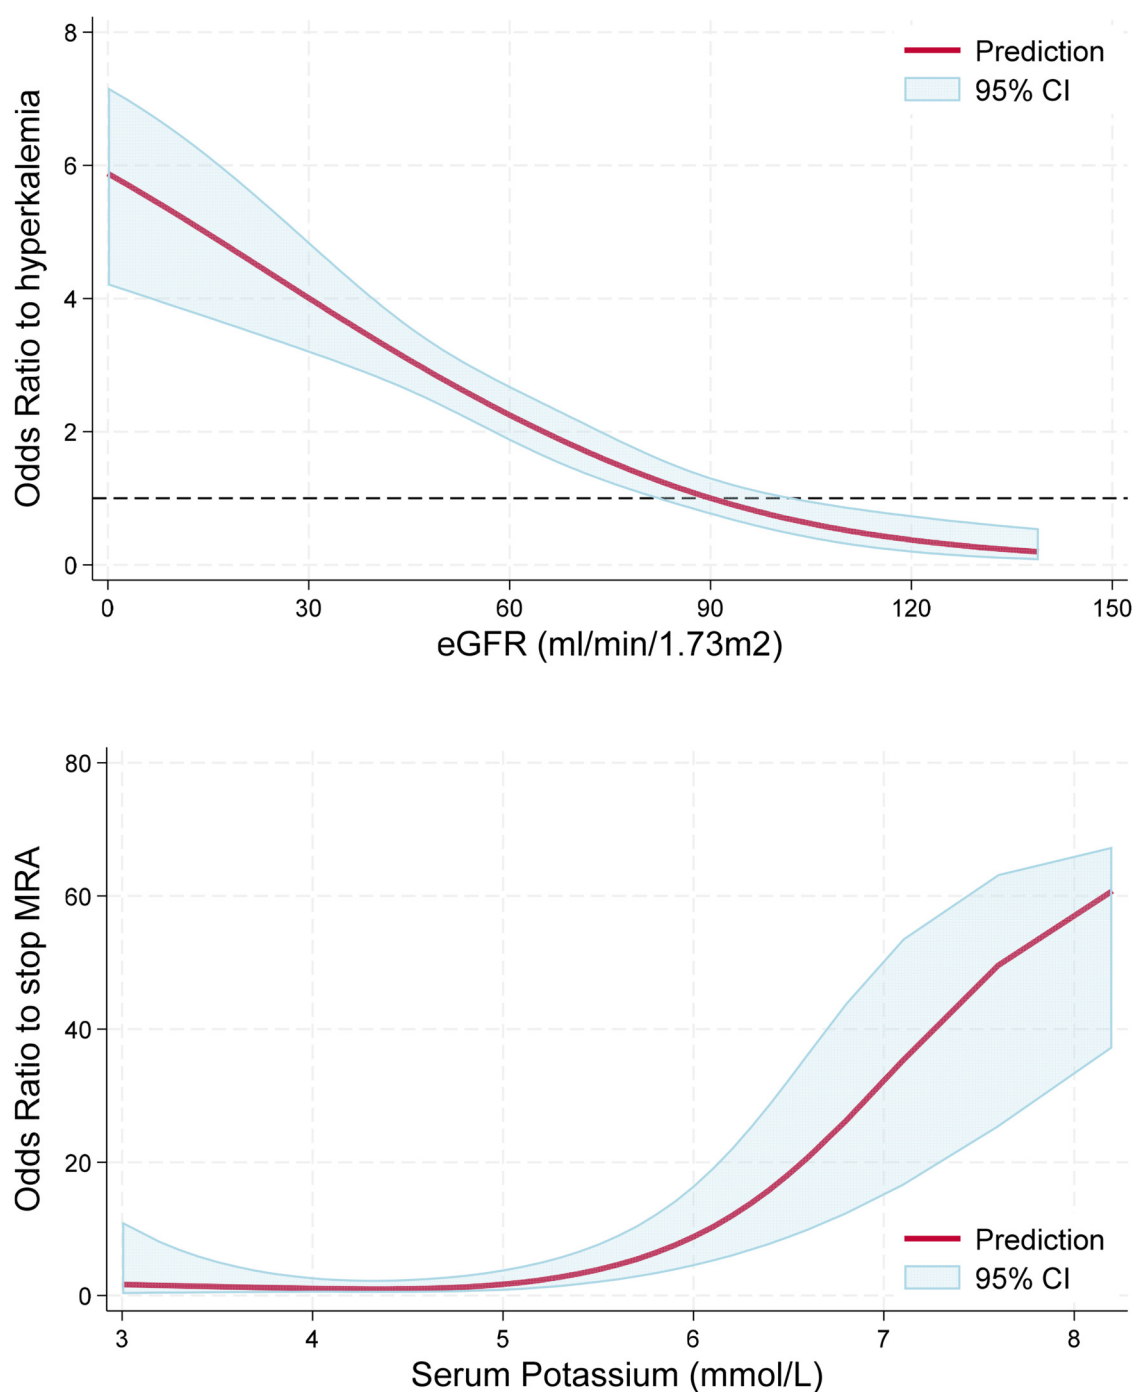 Prediction
95% CI
Odds Ratio to hyperkalemia
8
6
4
2
0
0 30 60 90 120 150
eGFR (ml/min/1.73m2)
Odds Ratio to stop MRA
80
60
40
20
0
Prediction
95% CI
3 4 5 6 7 8
Serum Potassium (mmol/L)